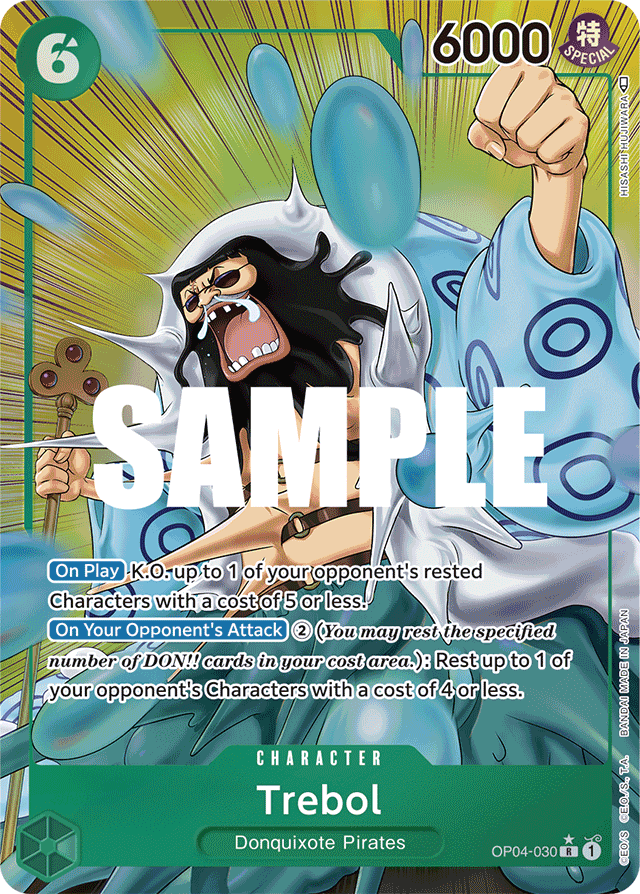 6
6000
特
SPECIAL
HISASHI HUJIWARA
SAMPLE
On Play K.O. up to 1 of your opponent's rested
Characters with a cost of 5 or less.
On Your Opponent's Attack ② (You may rest the specified
number of DON!! cards in your cost area.): Rest up to 1 of
your opponent's Characters with a cost of 4 or less.
CHARACTER
Trebol
Donquixote Pirates
OP04-030 R 1
©E.O./S. ©E.O./S., T.A. BANDAI MADE IN JAPAN